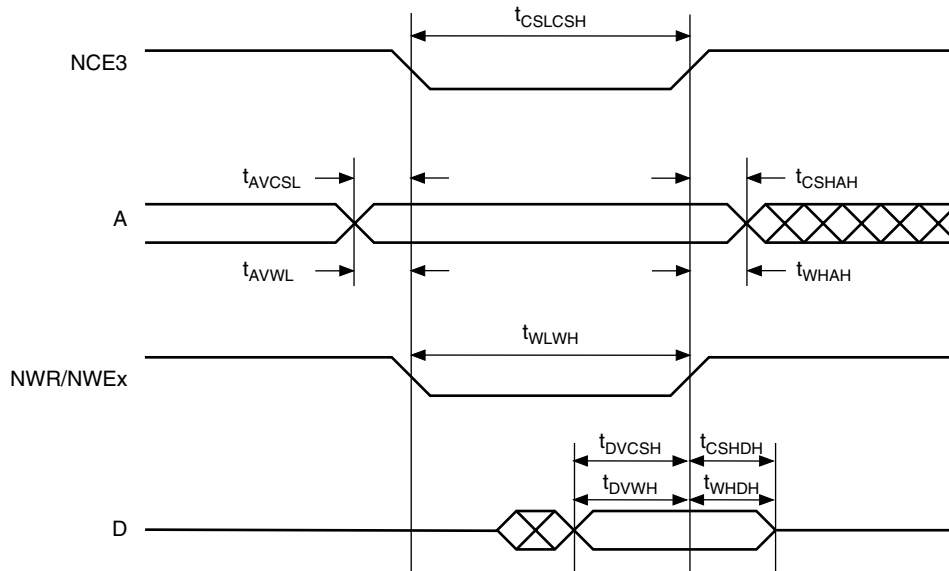 tCSLCSH
NCE3
tAVCSL
tCSHAH
A
tAVWL
tWHAH
tWLWH
NWR/NWEx
tDVCSH
tCSHDH
tDVWH
tWHDH
D